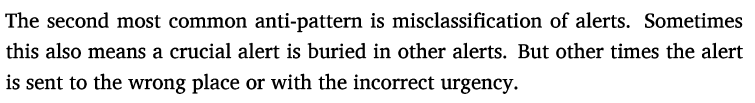 The second most common anti-pattern is misclassification of alerts. Sometimes
this also means a crucial alert is buried in other alerts. But other times the alert
is sent to the wrong place or with the incorrect urgency.